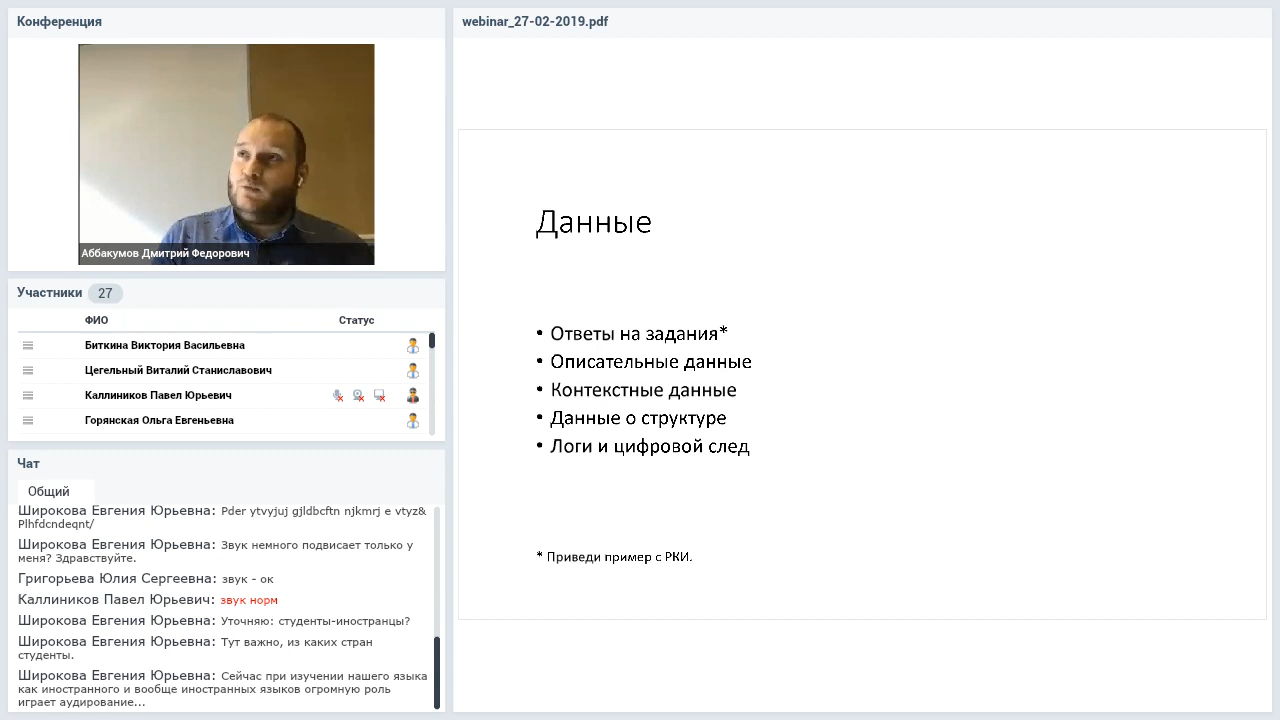 Конференция
Аббакумов Дмитрий Федорович
Участники 27
ФИО Статус
Биткина Виктория Васильевна
Цегельный Виталий Станиславович
Каллиников Павел Юрьевич
Горянская Ольга Евгеньевна
Чат
Общий
Широкова Евгения Юрьевна: Pder ytvyjuj gjldbcftn njkmrj e vtyz&
Plhfdcndeqnt/
Широкова Евгения Юрьевна: Звук немного подвисает только у
меня? Здравствуйте.
Григорьева Юлия Сергеевна: звук - ок
Каллиников Павел Юрьевич: звук норм
Широкова Евгения Юрьевна: Уточняю: студенты-иностранцы?
Широкова Евгения Юрьевна: Тут важно, из каких стран
студенты.
Широкова Евгения Юрьевна: Сейчас при изучении нашего языка
как иностранного и вообще иностранных языков огромную роль
играет аудирование...
webinar_27-02-2019.pdf
Данные
• Ответы на задания*
• Описательные данные
• Контекстные данные
• Данные о структуре
• Логи и цифровой след
* Приведи пример с РКИ.